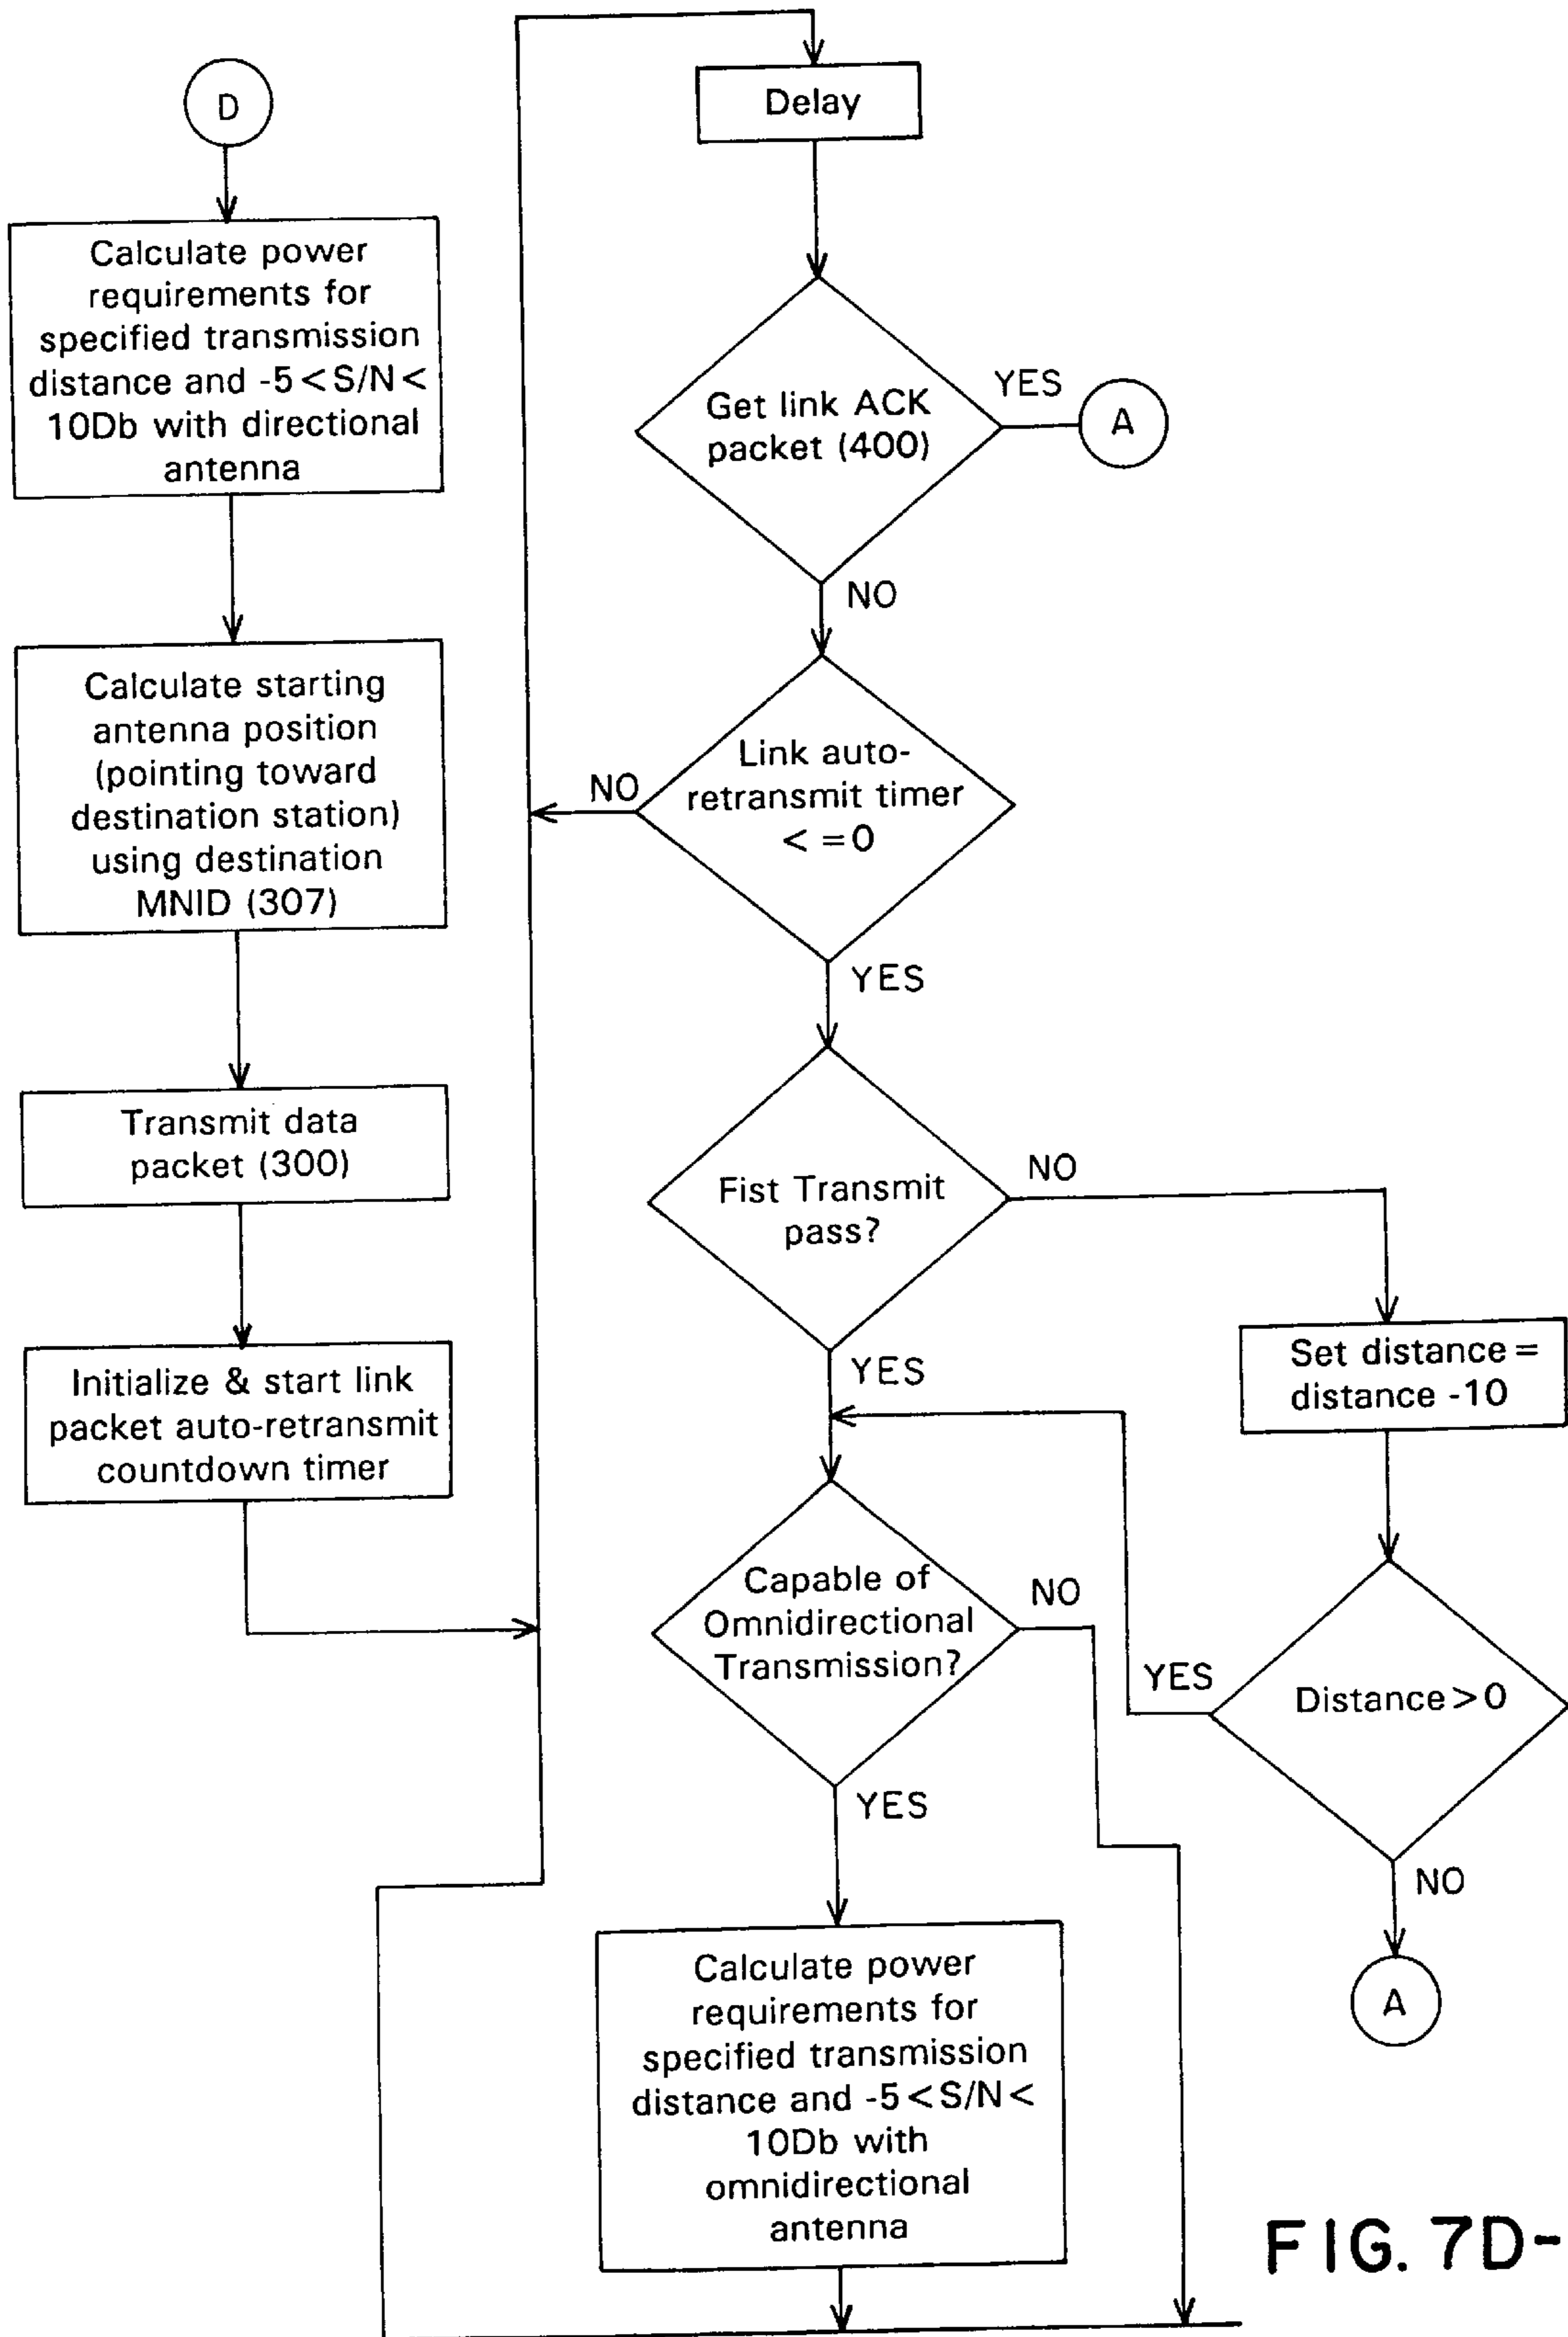 D
Calculate power
requirements for
specified transmission
distance and -5<S/N<
10Db with directional
antenna
Calculate starting
antenna position
(pointing toward
destination station)
using destination
MNID (307)
Transmit data
packet (300)
Initialize & start link
packet auto-retransmit
countdown timer
Delay
Get link ACK
packet (400)
YES
A
NO
Link auto-
retransmit timer
< =0
NO
YES
Fist Transmit
pass?
NO
YES
Set distance =
distance -10
Capable of
Omnidirectional
Transmission?
NO
YES
Distance>0
YES
NO
A
Calculate power
requirements for
specified transmission
distance and -5<S/N<
10Db with
omnidirectional
antenna
FIG. 7D-